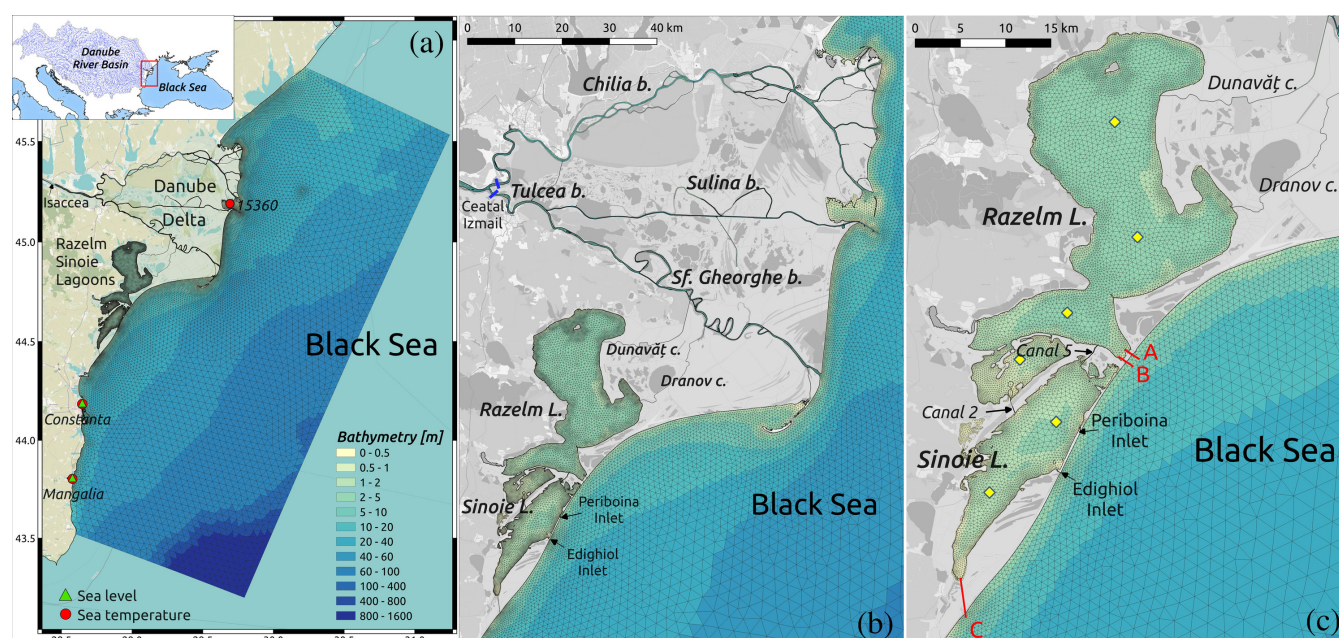 Danube
River Basin
Black Sea
(a)
45.5
45.0
44.5
44.0
43.5
Isaccea
Danube
Delta
15360
Razelm
Sinoie
Lagoons
Black Sea
Constanta
Mangalia
Bathymetry [m]
0 - 0.5
0.5 - 1
1 - 2
2 - 5
5 - 10
10 - 20
20 - 40
40 - 60
60 - 100
100 - 400
400 - 800
800 - 1600
Sea level
Sea temperature
0 10 20 30 40 km
(b)
Chilia b.
Tulcea b.
Ceatal
Izmail
Sulina b.
Sf. Gheorghe b.
Dunavăț c.
Dranov c.
Razelm L.
Sinoie L.
Periboina
Inlet
Edighiol
Inlet
Black Sea
0 5 10 15 km
(c)
Dunavăț c.
Dranov c.
Razelm L.
Canal 5
A
B
Canal 2
Periboina
Inlet
Sinoie L.
Black Sea
Edighiol
Inlet
C